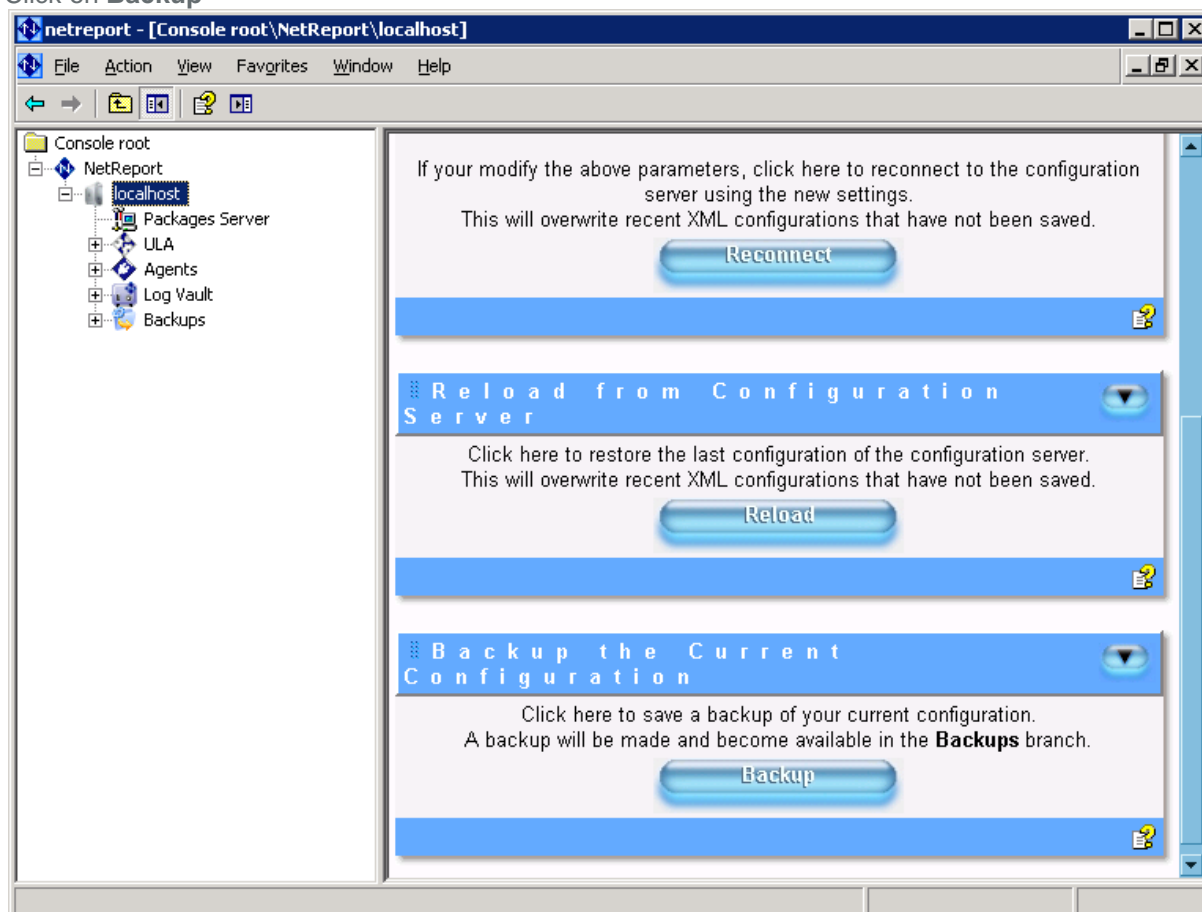 Click on Backup
netreport - [Console root\NetReport\localhost]
File Action View Favorites Window Help
Console root
NetReport
localhost
Packages Server
ULA
Agents
Log Vault
Backups
If your modify the above parameters, click here to reconnect to the configuration
server using the new settings.
This will overwrite recent XML configurations that have not been saved.
Reconnect
Reload from Configuration
Server
Click here to restore the last configuration of the configuration server.
This will overwrite recent XML configurations that have not been saved.
Reload
Backup the Current
Configuration
Click here to save a backup of your current configuration.
A backup will be made and become available in the Backups branch.
Backup